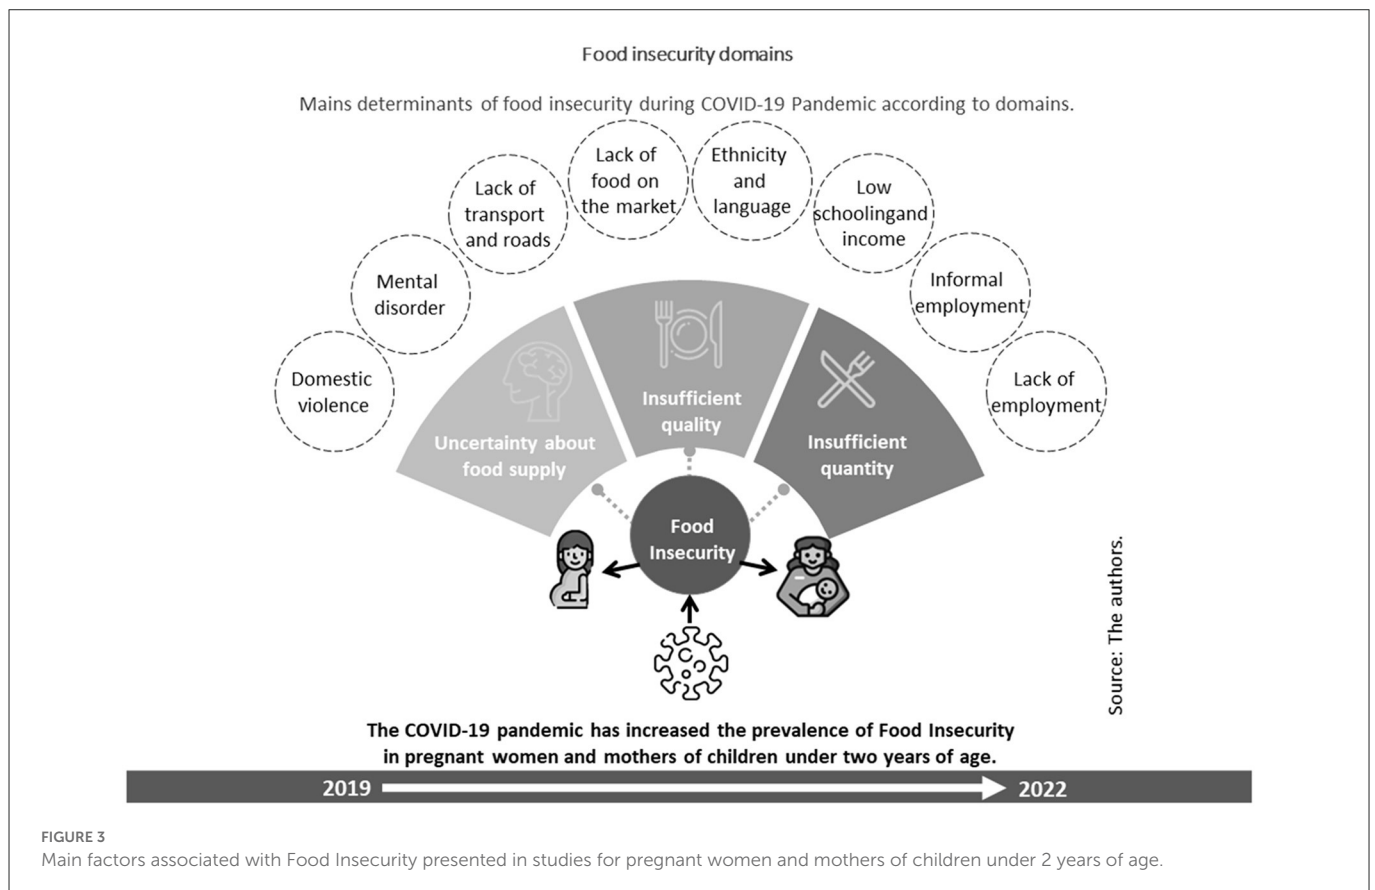 Food insecurity domains
Mains determinants of food insecurity during COVID-19 Pandemic according to domains.
Domestic
violence
Mental
disorder
Lack of
transport
and roads
Lack of
food on
the market
Ethnicity
and
language
Low
schoolingand
income
Informal
employment
Lack of
employment
Uncertainty about
food supply
Insufficient
quality
Insufficient
quantity
Food
Insecurity
Source: The authors.
The COVID-19 pandemic has increased the prevalence of Food Insecurity
in pregnant women and mothers of children under two years of age.
2019
2022
FIGURE 3
Main factors associated with Food Insecurity presented in studies for pregnant women and mothers of children under 2 years of age.